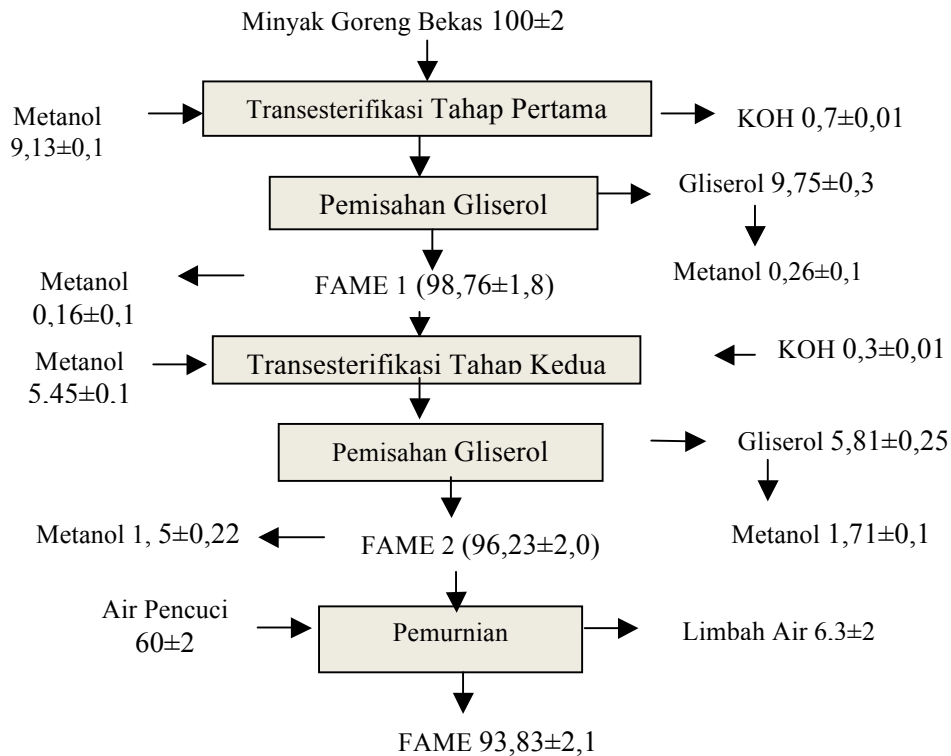 Minyak Goreng Bekas 100±2
Metanol
9,13±0,1
Transesterifikasi Tahap Pertama
KOH 0,7±0,01
Pemisahan Gliserol
Gliserol 9,75±0,3
Metanol 0,26±0,1
Metanol
0,16±0,1
FAME 1 (98,76±1,8)
Metanol
5,45±0,1
Transesterifikasi Tahap Kedua
KOH 0,3±0,01
Pemisahan Gliserol
Gliserol 5,81±0,25
Metanol 1, 5±0,22
FAME 2 (96,23±2,0)
Metanol 1,71±0,1
Air Pencuci
60±2
Pemurnian
Limbah Air 6,3±2
FAME 93,83±2,1